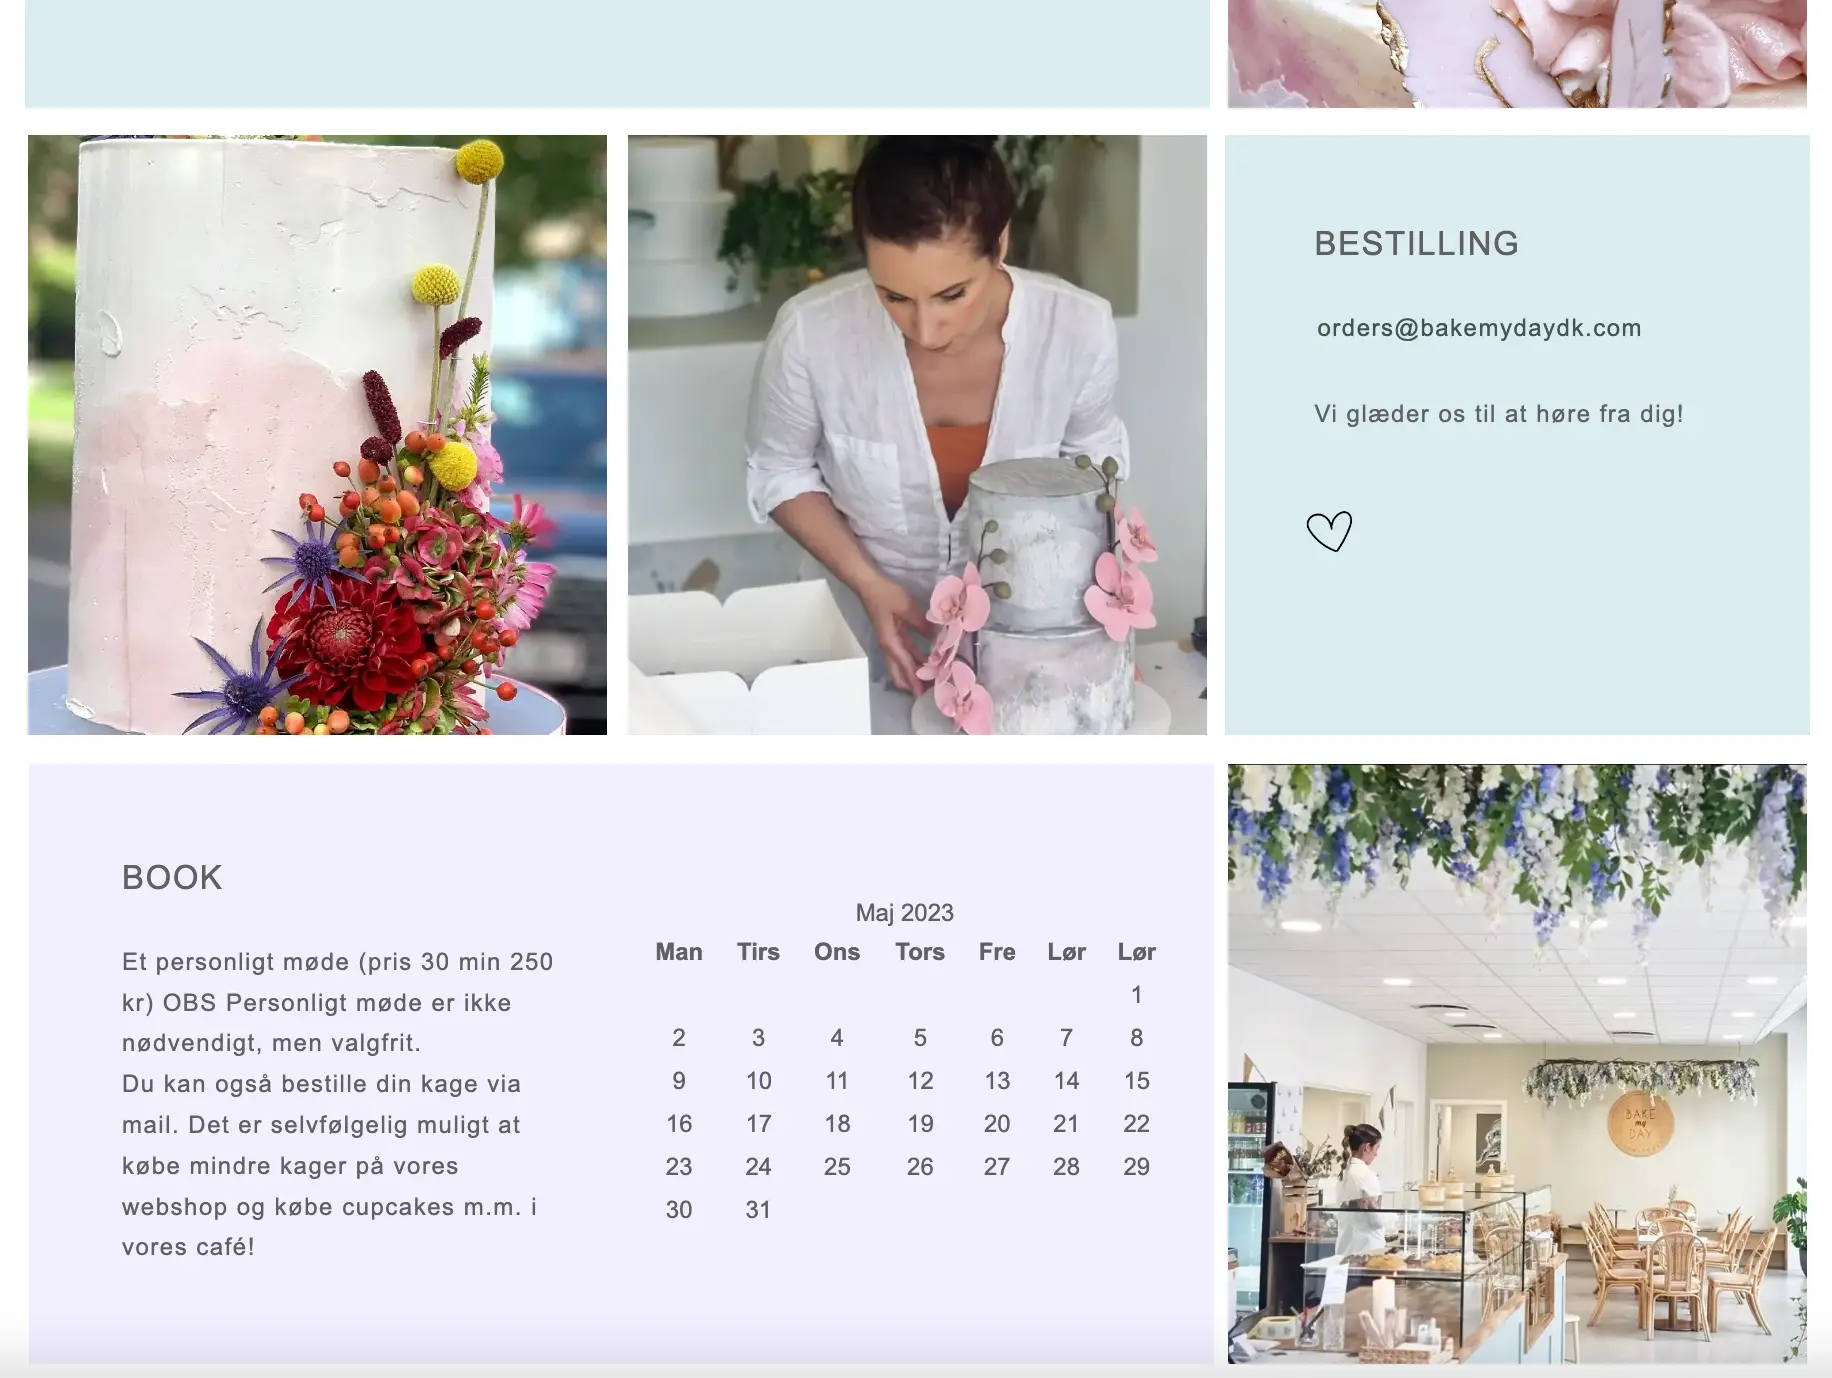 BESTILLING
orders@bakemydaydk.com
Vi glæder os til at høre fra dig!
BOOK
Et personligt møde (pris 30 min 250
kr) OBS Personligt møde er ikke
nødvendigt, men valgfrit.
Du kan også bestille din kage via
mail. Det er selvfølgelig muligt at
købe mindre kager på vores
webshop og købe cupcakes m.m. i
vores café!
Maj 2023
Man Tirs Ons Tors Fre Lør Lør
1
2 3 4 5 6 7 8
9 10 11 12 13 14 15
16 17 18 19 20 21 22
23 24 25 26 27 28 29
30 31
BAKE
my
DAY